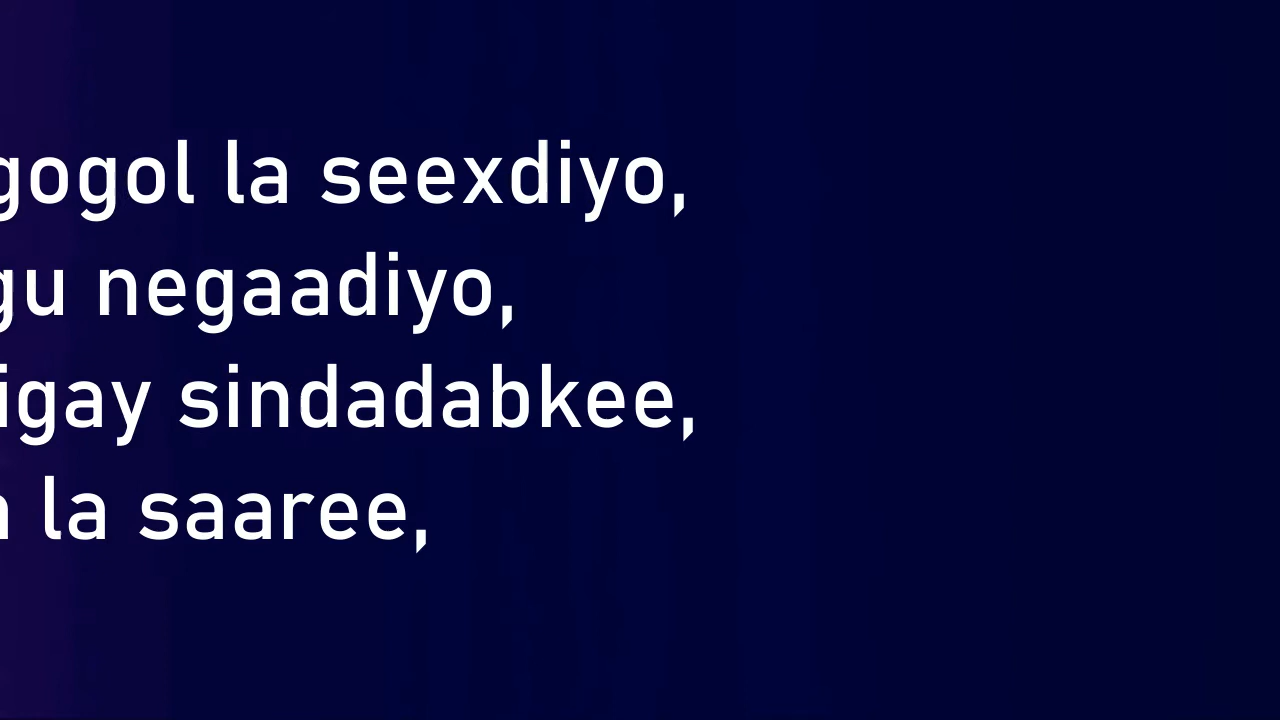 gogol la seexdiyo,
gu negaadiyo,
igay sindadabkee,
la saaree,